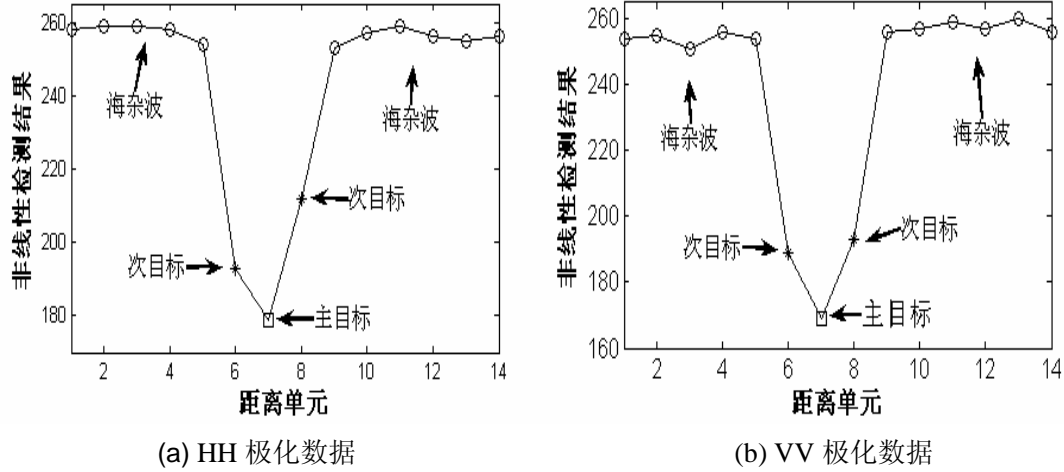 260
240
220
200
180
2 4 6 8 10 12 14
非线性检测结果
距离单元
海杂波
海杂波
次目标
次目标
主目标
(a) HH 极化数据
260
240
220
200
180
160
2 4 6 8 10 12 14
非线性检测结果
距离单元
海杂波
海杂波
次目标
次目标
主目标
(b) VV 极化数据